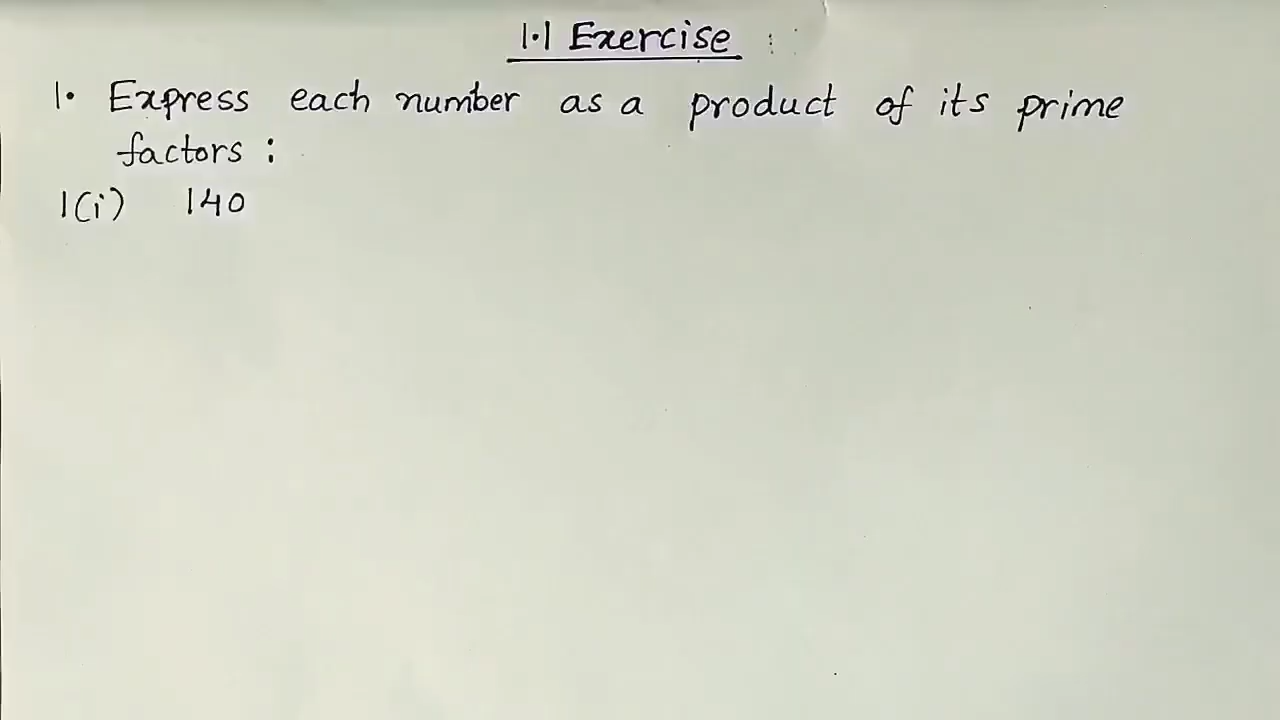 1.1 Exercise
1. Express each number as a product of its prime
factors :
1(i) 140